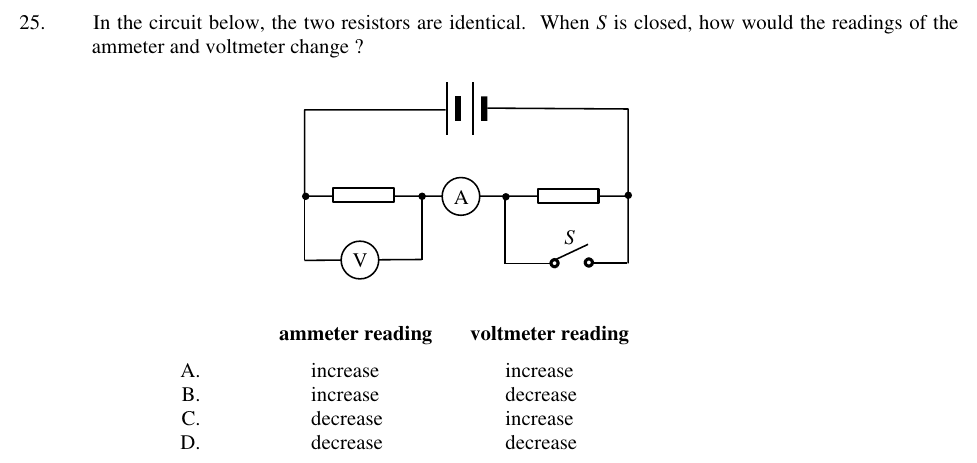 25. In the circuit below, the two resistors are identical. When S is closed, how would the readings of the
ammeter and voltmeter change ?
A
S
V
ammeter reading voltmeter reading
A. increase increase
B. increase decrease
C. decrease increase
D. decrease decrease